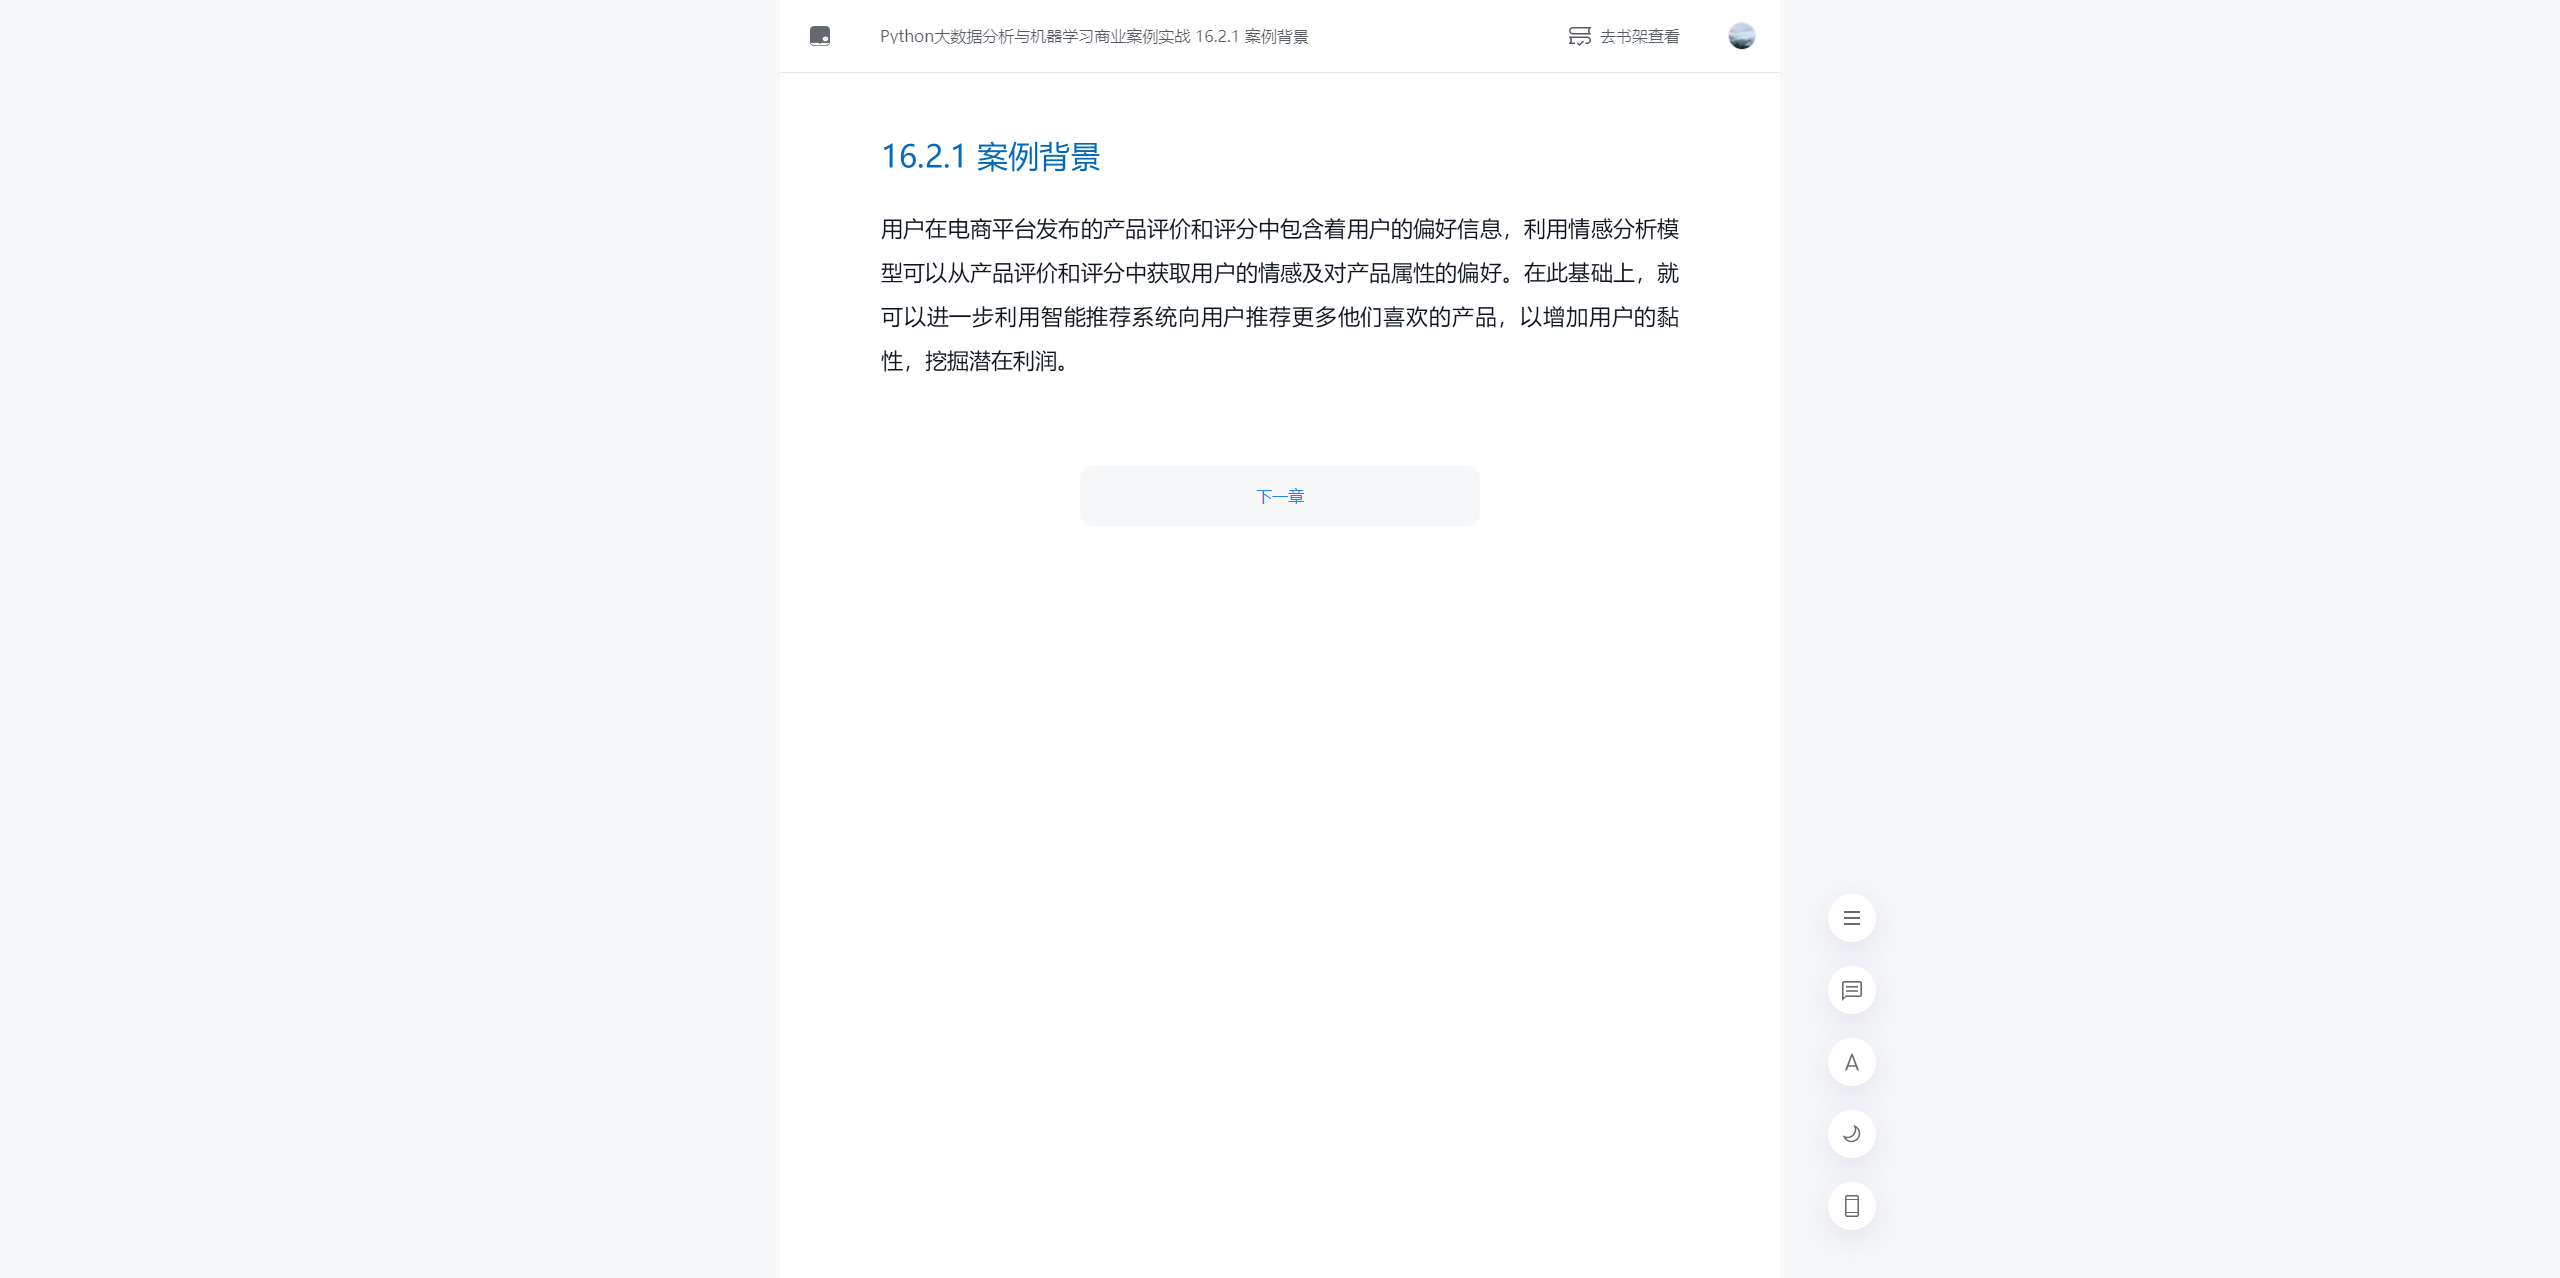 Python大数据分析与机器学习商业案例实战 16.2.1 案例背景
去书架查看
16.2.1 案例背景
用户在电商平台发布的产品评价和评分中包含着用户的偏好信息，利用情感分析模
型可以从产品评价和评分中获取用户的情感及对产品属性的偏好。在此基础上，就
可以进一步利用智能推荐系统向用户推荐更多他们喜欢的产品，以增加用户的黏
性，挖掘潜在利润。
下一章
A